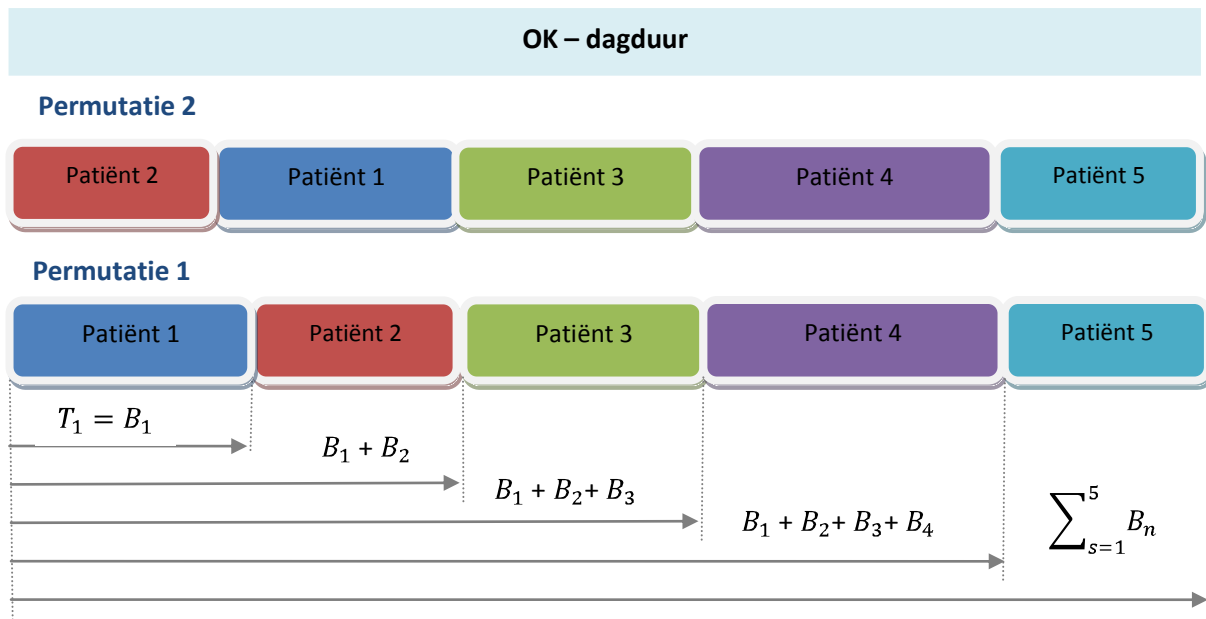 OK – dagduur
Permutatie 2
Patiënt 2 Patiënt 1 Patiënt 3 Patiënt 4 Patiënt 5
Permutatie 1
Patiënt 1 Patiënt 2 Patiënt 3 Patiënt 4 Patiënt 5
T₁ = B₁
B₁ + B₂
B₁ + B₂+ B₃
B₁ + B₂+ B₃+ B₄
∑⁵ₛ₌₁ Bₙ